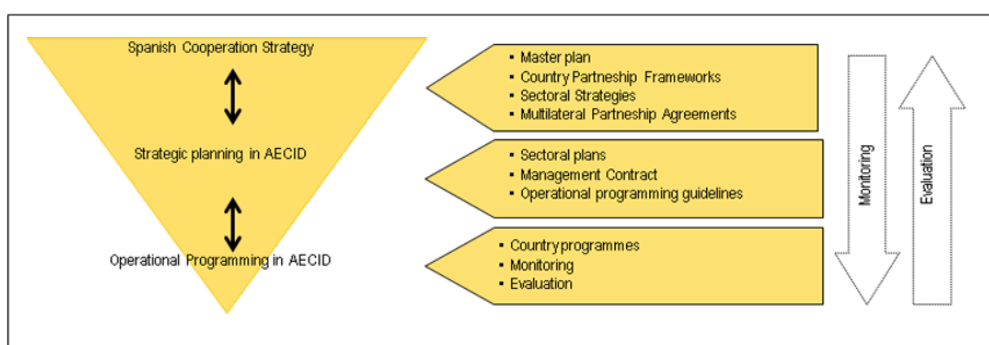 Spanish Cooperation Strategy
Strategic planning in AECID
Operational Programming in AECID
▪ Master plan
▪ Country Partneship Frameworks
▪ Sectoral Strategies
▪ Multilateral Partneship Agreements
▪ Sectoral plans
▪ Management Contract
▪ Operational programming guidelines
▪ Country programmes
▪ Monitoring
▪ Evaluation
Monitoring
Evaluation